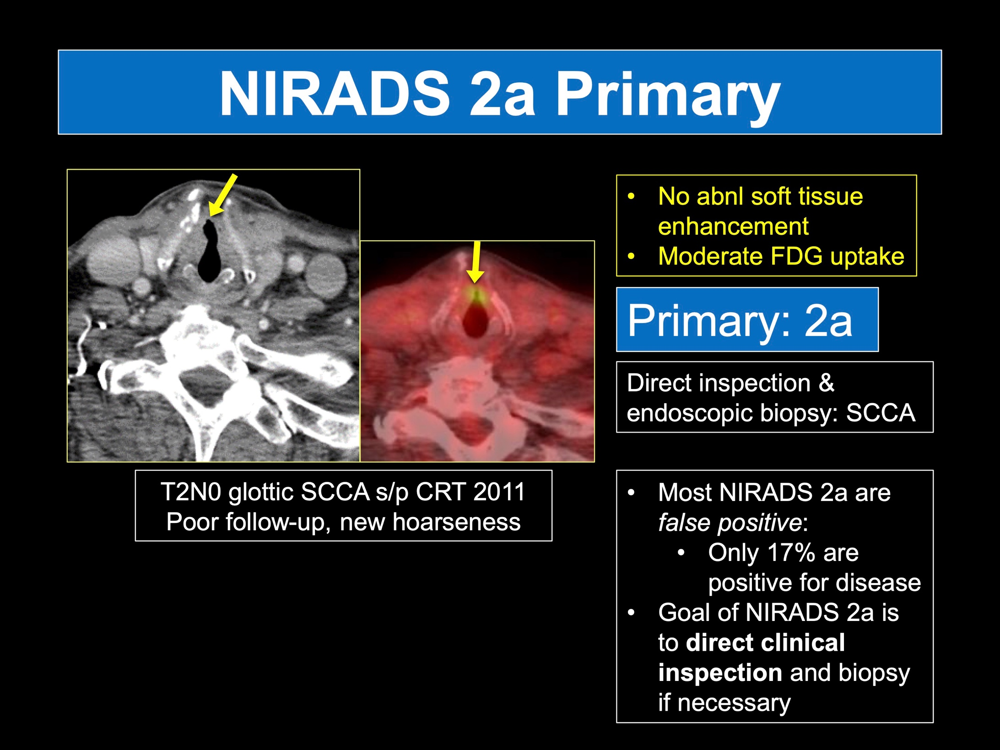 NIRADS 2a Primary
• No abnl soft tissue
enhancement
• Moderate FDG uptake
Primary: 2a
Direct inspection &
endoscopic biopsy: SCCA
T2N0 glottic SCCA s/p CRT 2011
Poor follow-up, new hoarseness
• Most NIRADS 2a are
false positive:
• Only 17% are
positive for disease
• Goal of NIRADS 2a is
to direct clinical
inspection and biopsy
if necessary